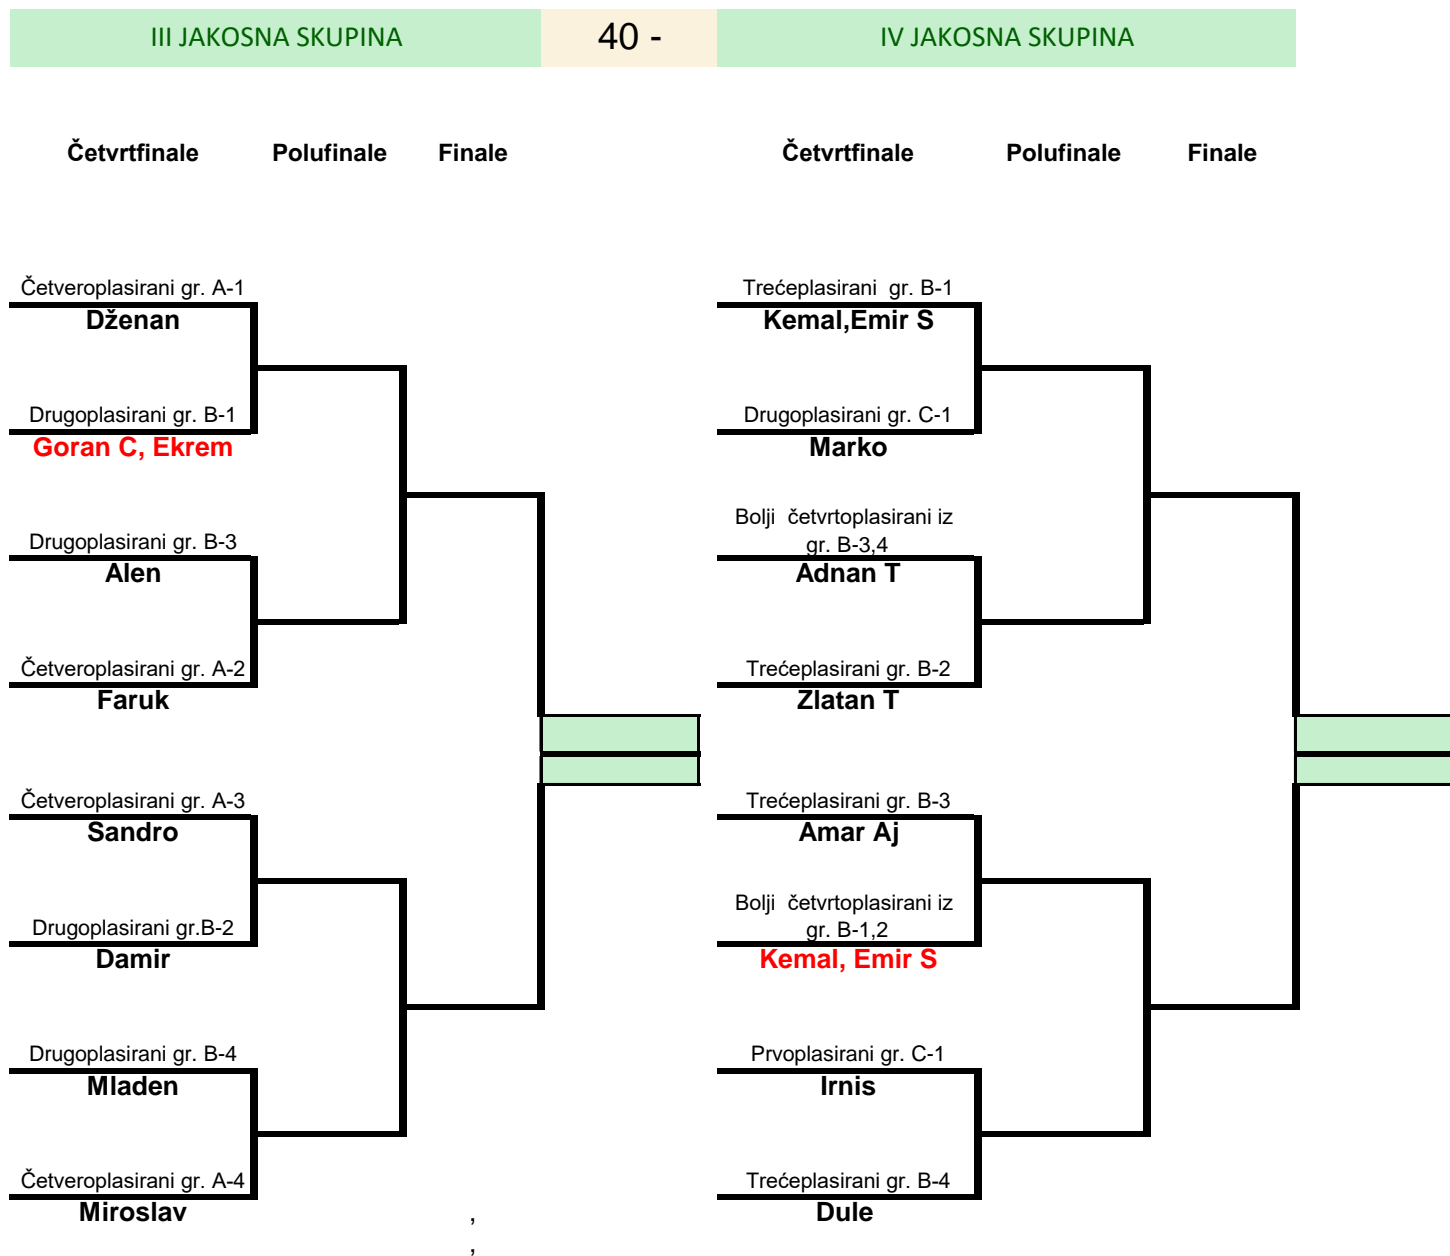 III JAKOSNA SKUPINA
40 -
IV JAKOSNA SKUPINA
Četvrtfinale Polufinale Finale
Četvrtfinale Polufinale Finale
Četveroplasirani gr. A-1
Dženan
Drugoplasirani gr. B-1
Goran C, Ekrem
Drugoplasirani gr. B-3
Alen
Četveroplasirani gr. A-2
Faruk
Četveroplasirani gr. A-3
Sandro
Drugoplasirani gr.B-2
Damir
Drugoplasirani gr. B-4
Mladen
Četveroplasirani gr. A-4
Miroslav
,
,
Trećeplasirani  gr. B-1
Kemal,Emir S
Drugoplasirani gr. C-1
Marko
Bolji  četvrtoplasirani iz
gr. B-3,4
Adnan T
Trećeplasirani gr. B-2
Zlatan T
Trećeplasirani gr. B-3
Amar Aj
Bolji  četvrtoplasirani iz
gr. B-1,2
Kemal, Emir S
Prvoplasirani gr. C-1
Irnis
Trećeplasirani gr. B-4
Dule